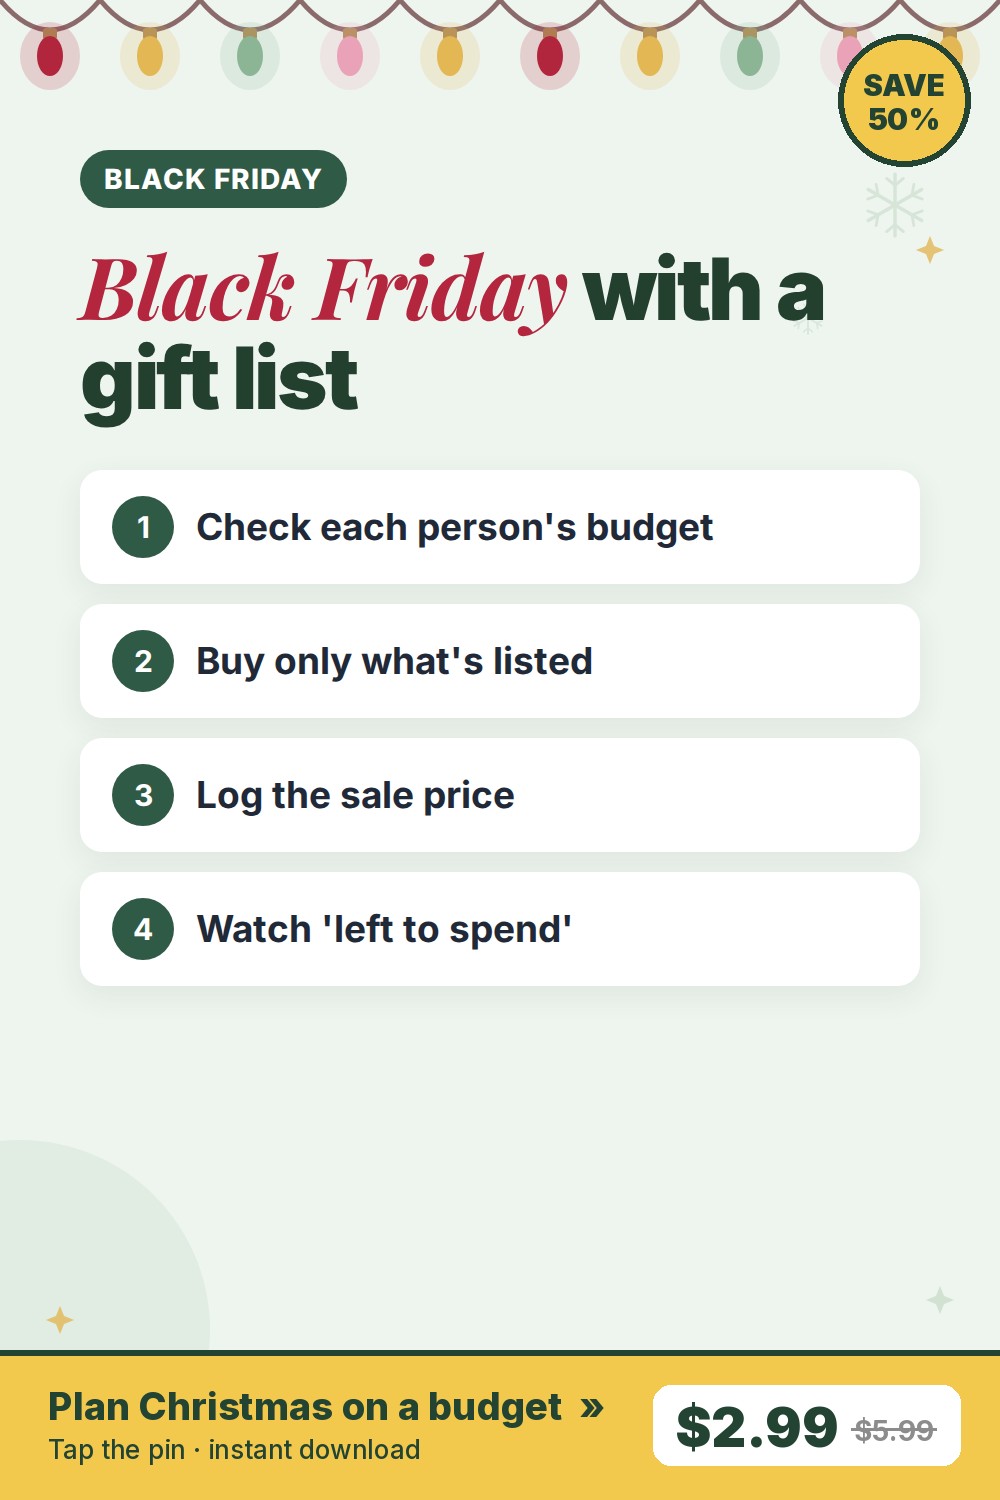 SAVE
50%
BLACK FRIDAY
Black Friday with a
gift list
1 Check each person's budget
2 Buy only what's listed
3 Log the sale price
4 Watch 'left to spend'
Plan Christmas on a budget »
Tap the pin · instant download
$2.99 $5.99